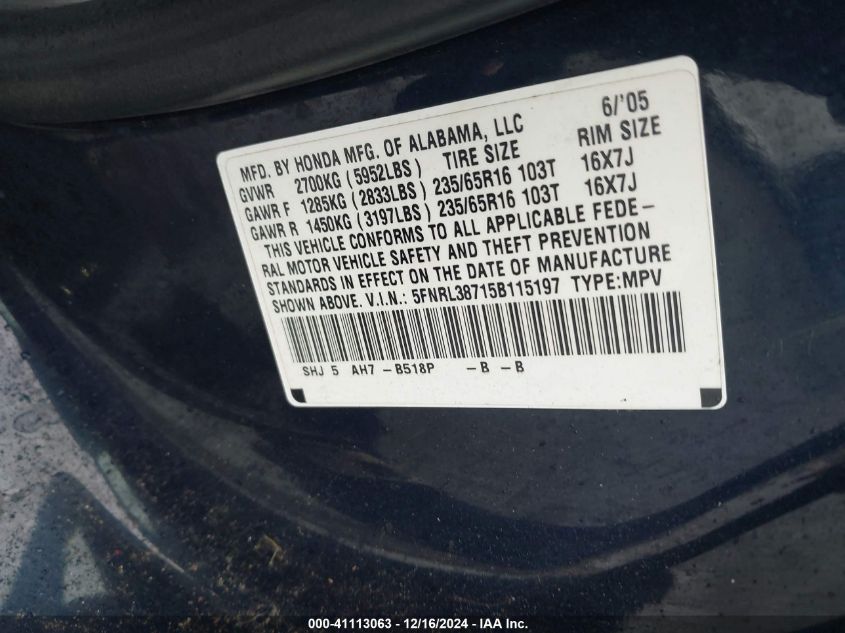 6/'05
MFD. BY HONDA MFG. OF ALABAMA, LLC RIM SIZE
GVWR 2700KG (5952LBS) TIRE SIZE
GAWR F 1285KG (2833LBS) 235/65R16 103T 16X7J
GAWR R 1450KG (3197LBS) 235/65R16 103T 16X7J
THIS VEHICLE CONFORMS TO ALL APPLICABLE FEDE-
RAL MOTOR VEHICLE SAFETY AND THEFT PREVENTION
STANDARDS IN EFFECT ON THE DATE OF MANUFACTURE
SHOWN ABOVE. V.I.N.: 5FNRL38715B115197 TYPE:MPV
SHJ 5 AH7 - B518P - B - B
000-41113063 - 12/16/2024 - Copyright 2024 IAA, Inc.